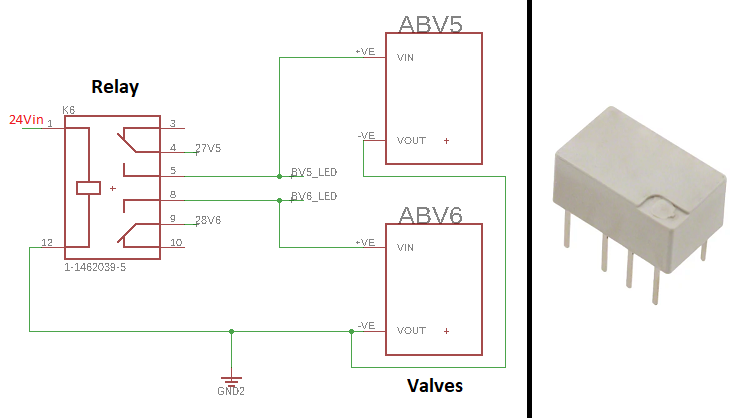 ABV5
+VE
VIN
Relay
K6
24Vin
1
3
4
27V5
-VE
VOUT
+
5
BV5_LED
+
8
BV6_LED
9
28V6
ABV6
12
10
+VE
VIN
1-1462039-5
-VE
VOUT
+
GND2
Valves